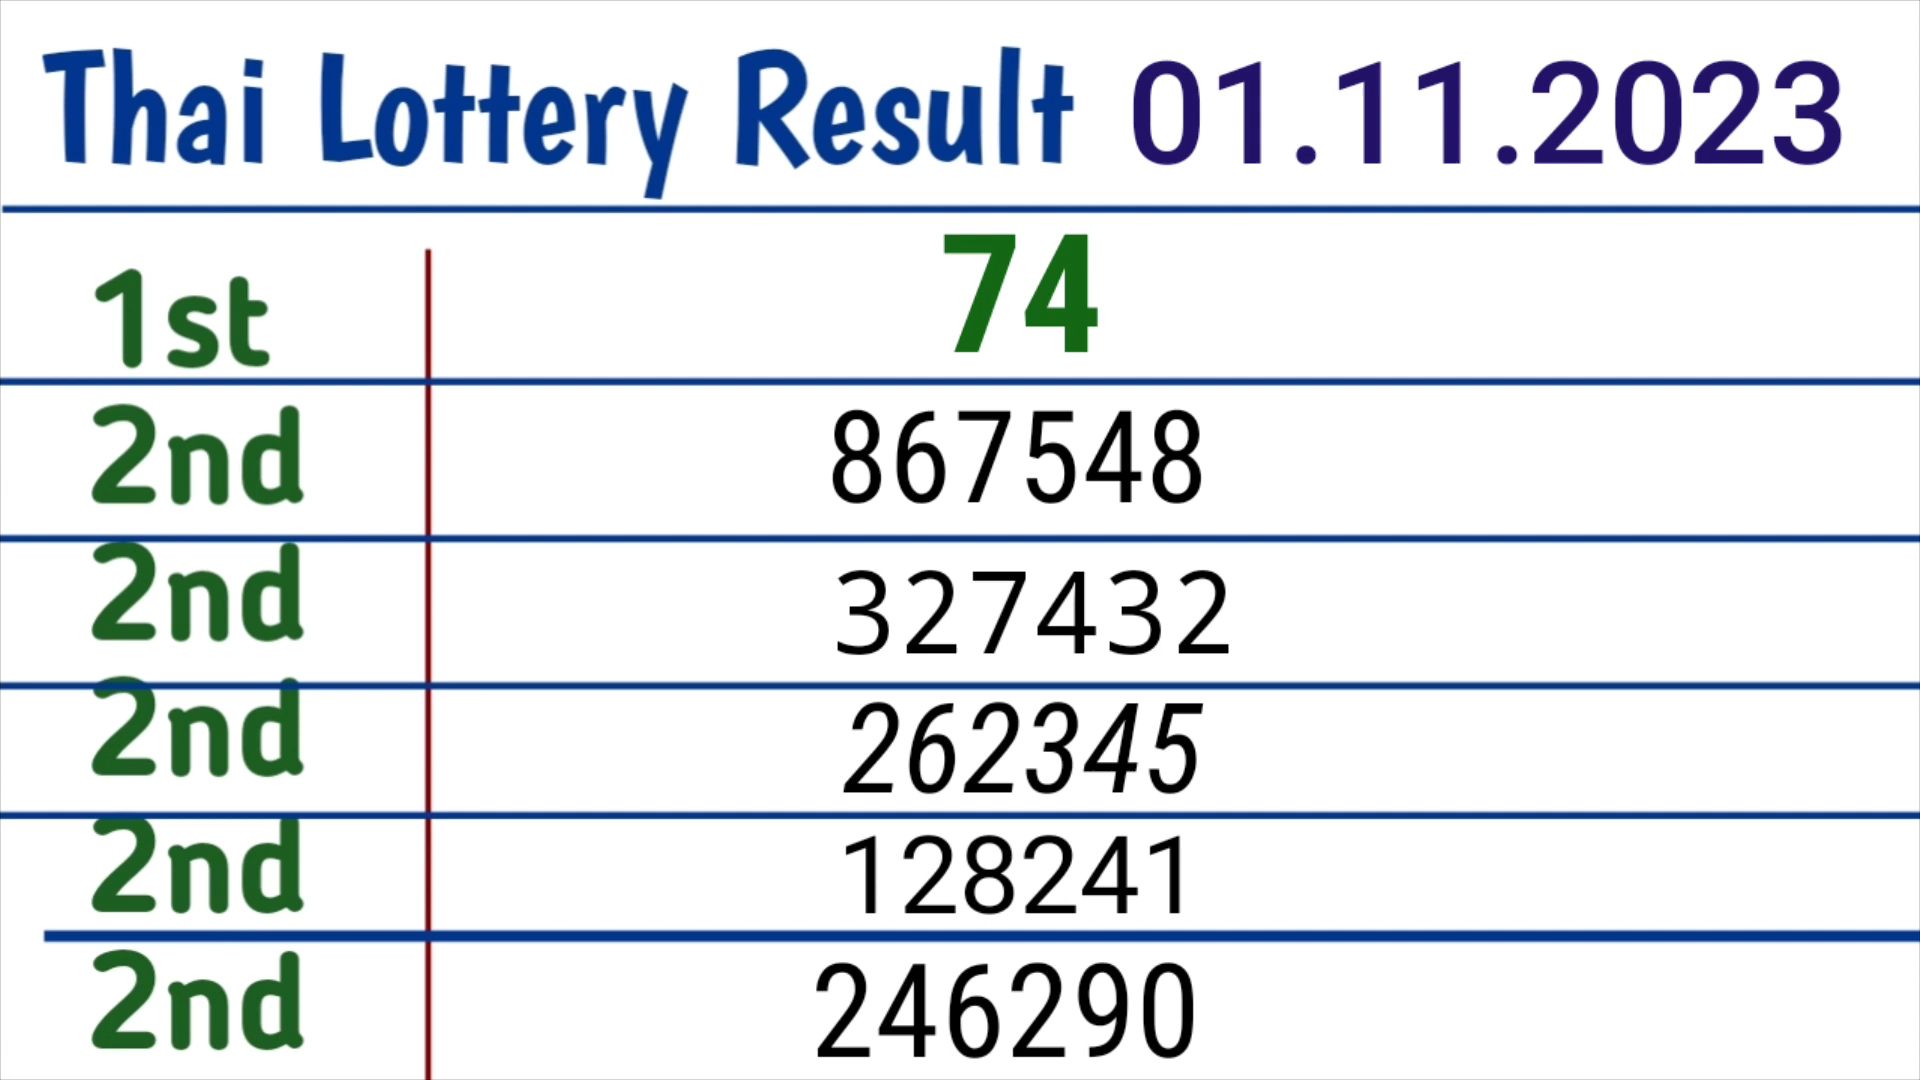 Thai Lottery Result 01.11.2023
1st 74
2nd 867548
2nd 327432
2nd 262345
2nd 128241
2nd 246290